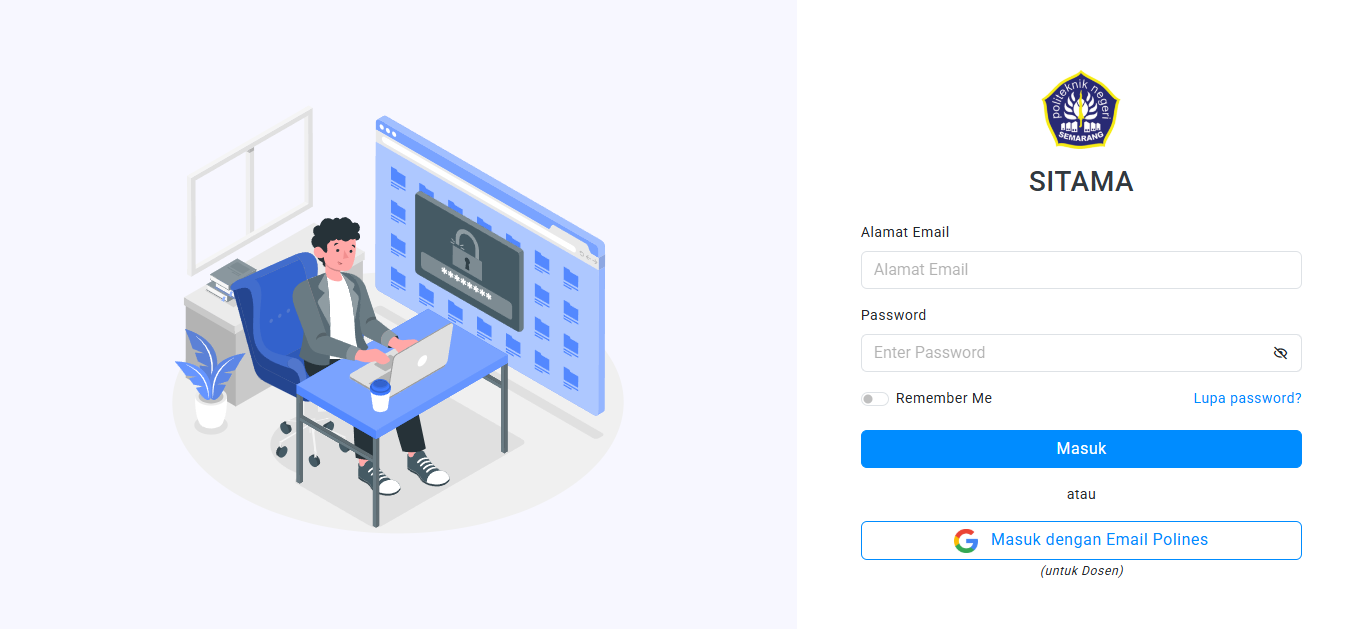 politeknik negeri
SEMARANG
SITAMA
Alamat Email
Alamat Email
Password
Enter Password
Remember Me
Lupa password?
Masuk
atau
Masuk dengan Email Polines
(untuk Dosen)
********